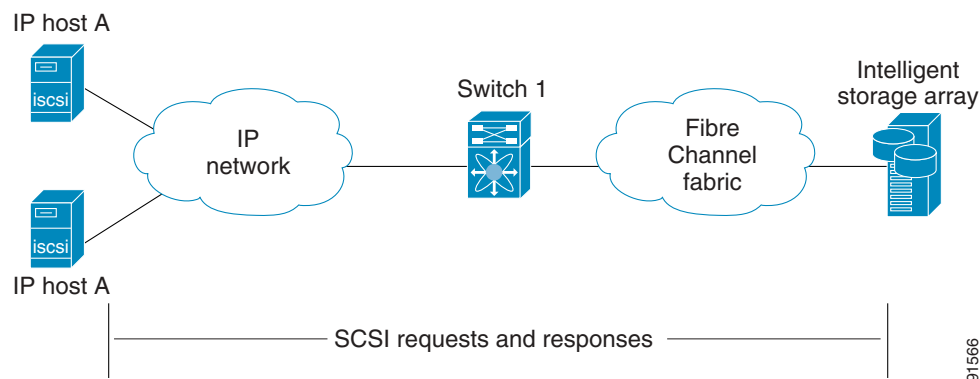 IP host A
iscsi
IP
network
Switch 1
Fibre
Channel
fabric
Intelligent
storage array
iscsi
IP host A
SCSI requests and responses
91566